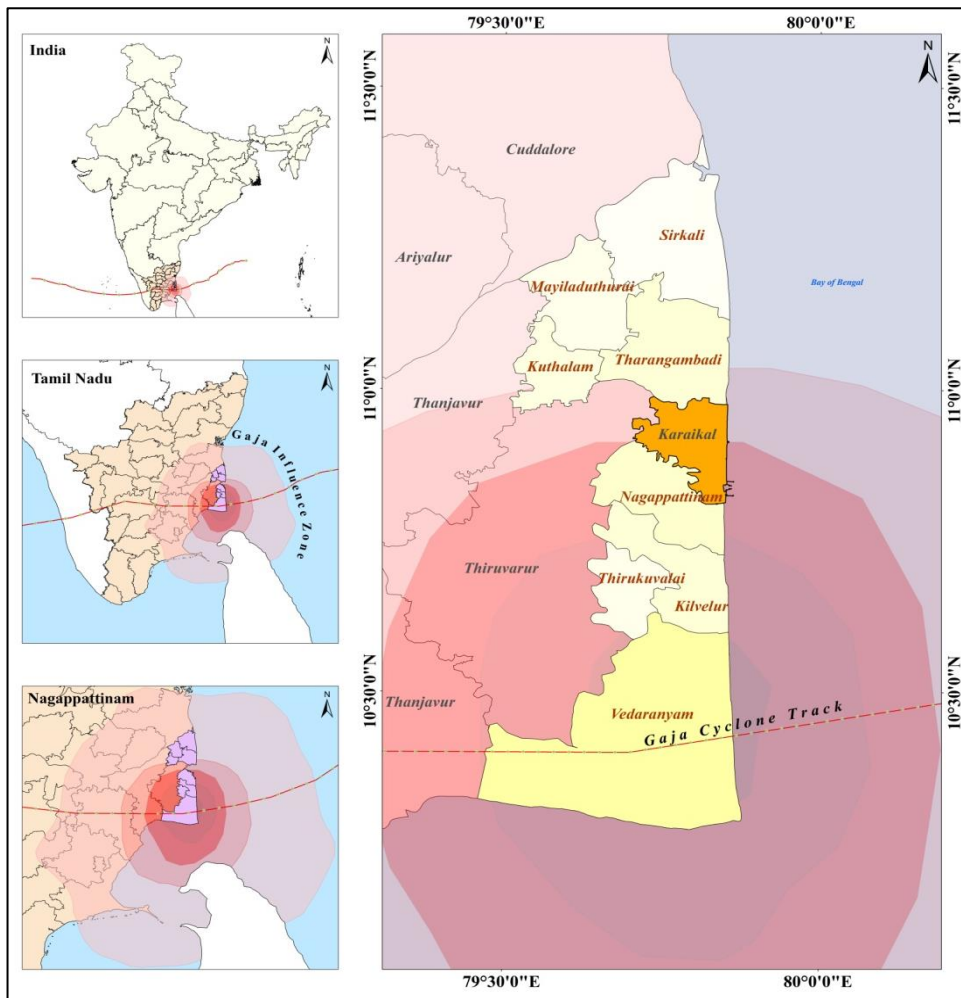 India
N
Tamil Nadu
N
Gaja Influence Zone
Nagappattinam
N
79°30'0"N
80°0'0"N
N
11°30'0"N
11°30'0"N
Cuddalore
Sirkali
Ariyalur
Bay of Bengal
Mayiladuthurai
Kuthalam
Tharangambadi
11°0'0"N
11°0'0"N
Thanjavur
Karaikal
Nagappattinam
Thiruvarur
Thirukuvalai
Kilvelur
10°30'0"N
10°30'0"N
Thanjavur
Vedaranyam
Gaja Cyclone Track
79°30'0"N
80°0'0"N